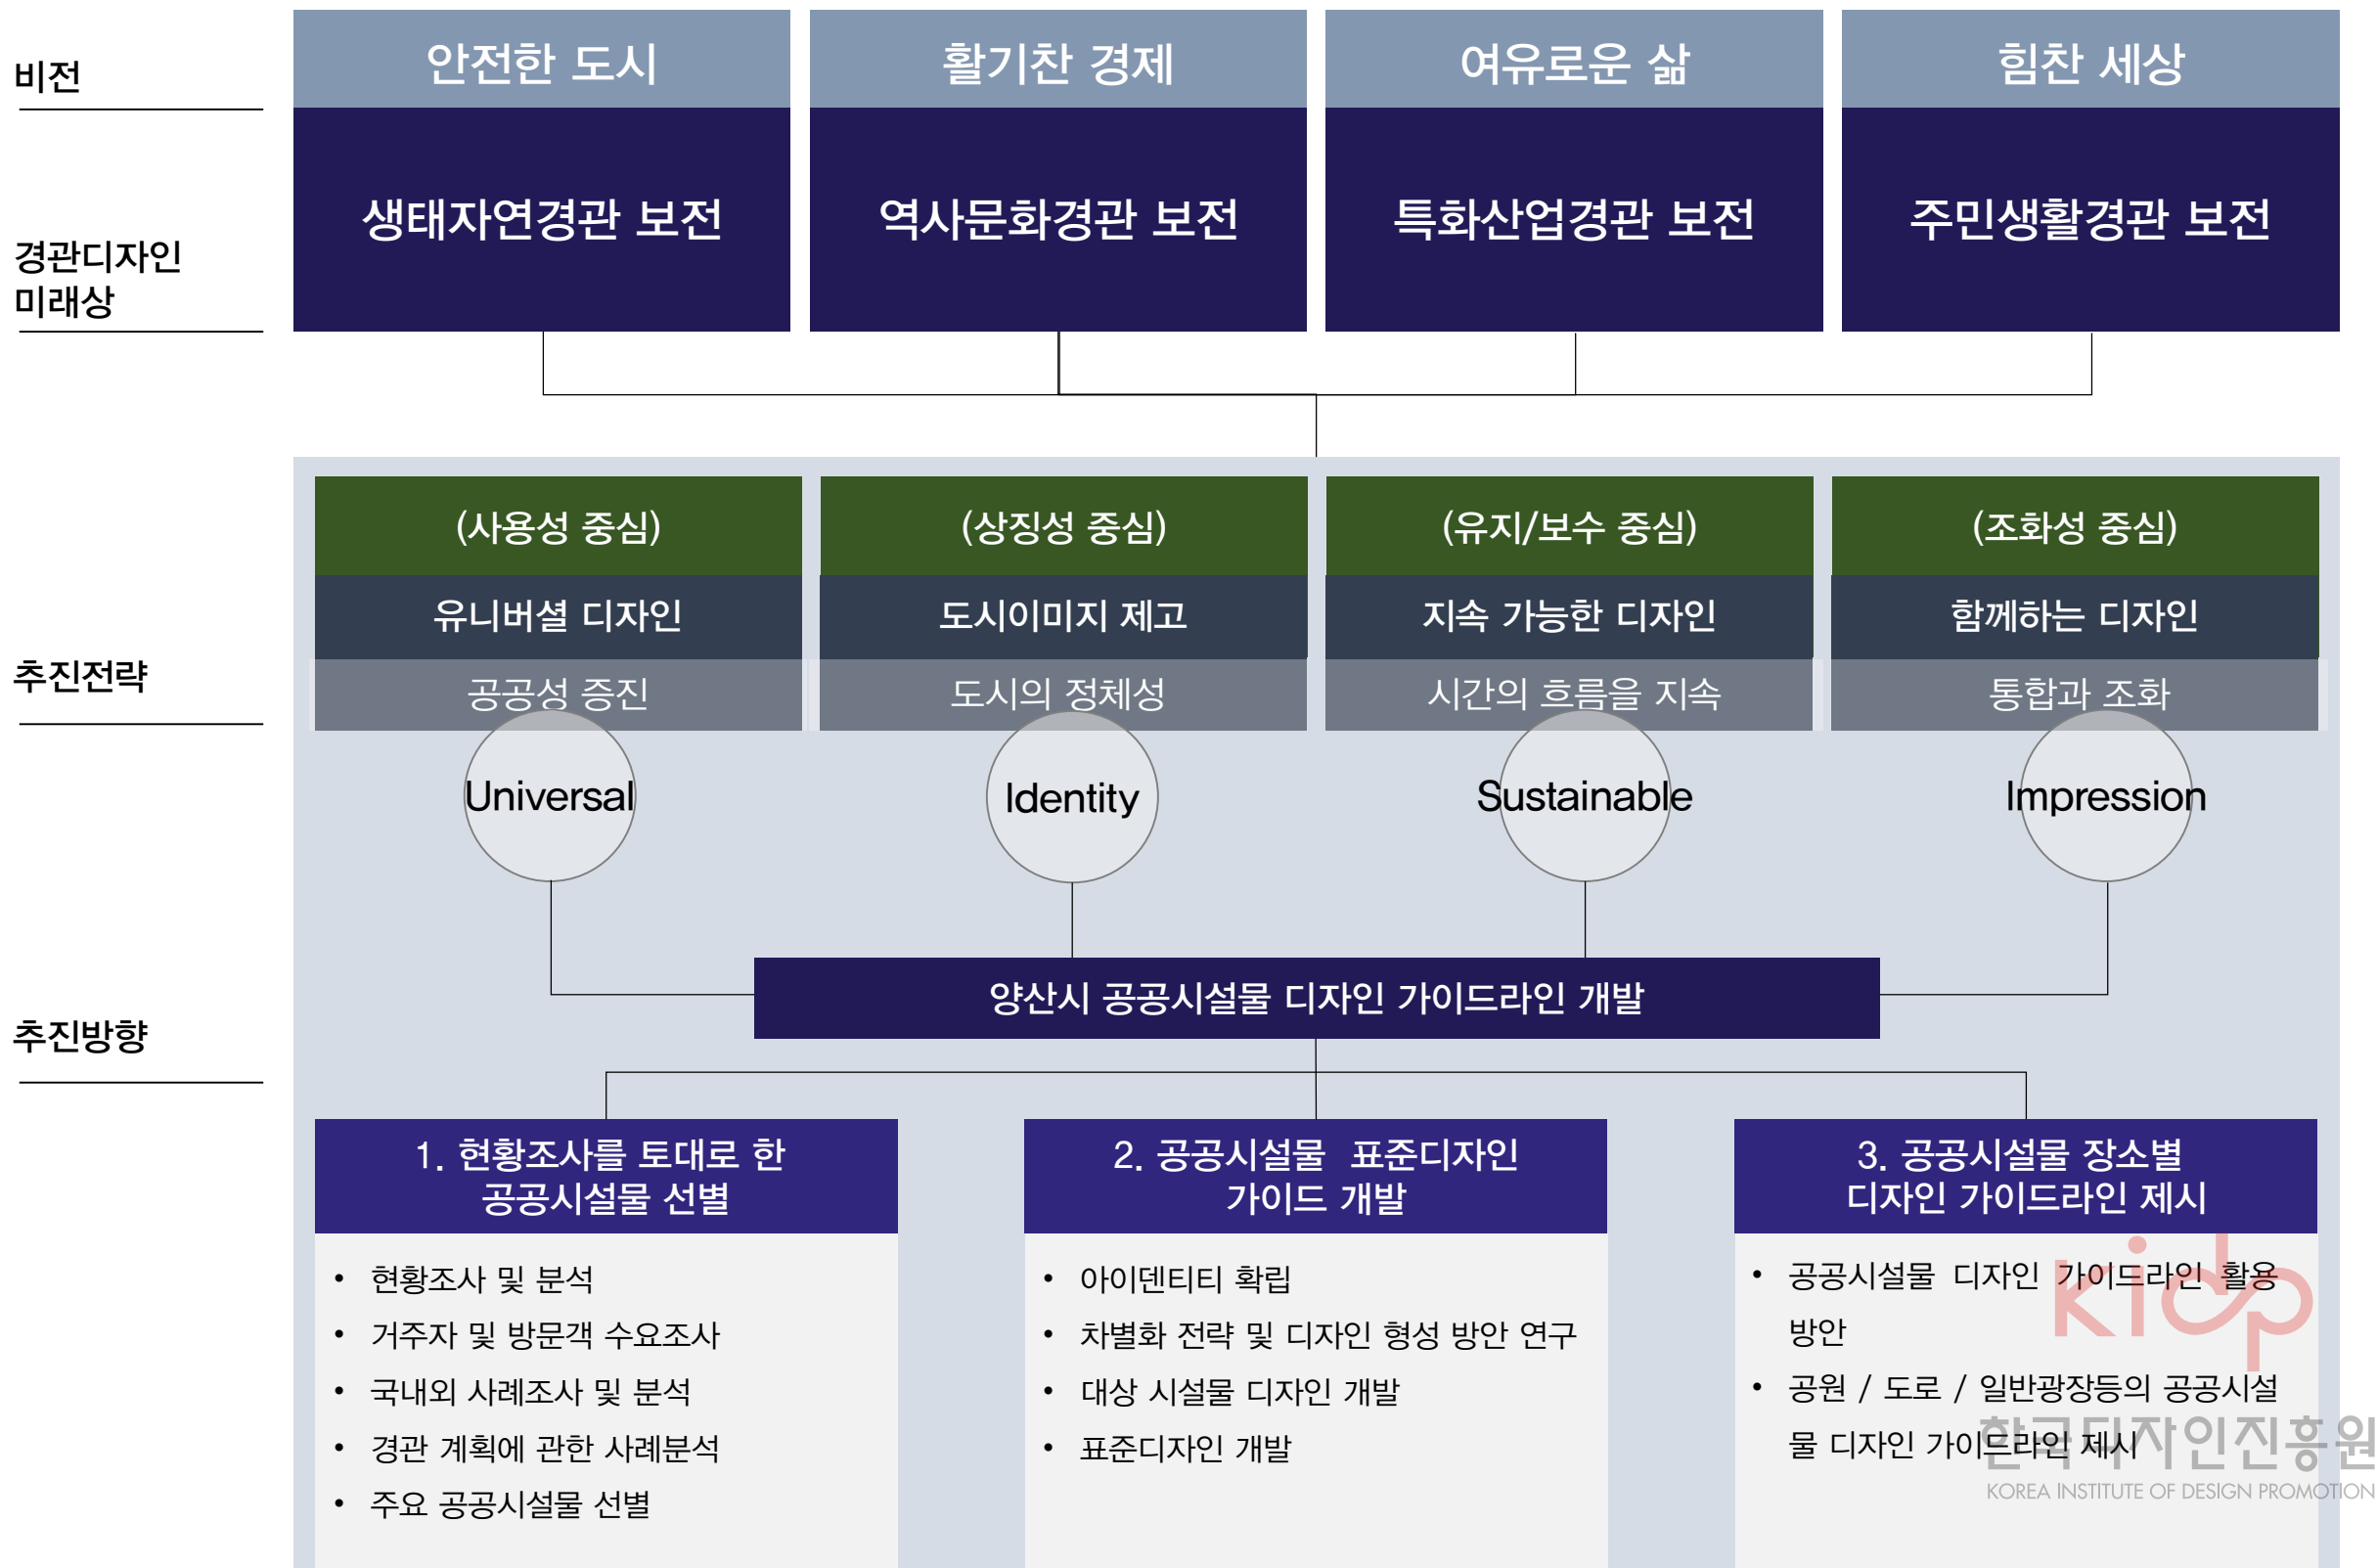 비전
안전한 도시
활기찬 경제
여유로운 삶
힘찬 세상
경관디자인
미래상
생태자연경관 보전
역사문화경관 보전
특화산업경관 보전
주민생활경관 보전
추진전략
(사용성 중심)
유니버셜 디자인
공공성 증진
Universal
(상징성 중심)
도시이미지 제고
도시의 정체성
Identity
(유지/보수 중심)
지속 가능한 디자인
시간의 흐름을 지속
Sustainable
(조화성 중심)
함께하는 디자인
통합과 조화
Impression
추진방향
양산시 공공시설물 디자인 가이드라인 개발
1. 현황조사를 토대로 한
공공시설물 선별
• 현황조사 및 분석
• 거주자 및 방문객 수요조사
• 국내외 사례조사 및 분석
• 경관 계획에 관한 사례분석
• 주요 공공시설물 선별
2. 공공시설물 표준디자인
가이드 개발
• 아이덴티티 확립
• 차별화 전략 및 디자인 형성 방안 연구
• 대상 시설물 디자인 개발
• 표준디자인 개발
3. 공공시설물 장소별
디자인 가이드라인 제시
• 공공시설물 디자인 가이드라인 활용
방안
• 공원 / 도로 / 일반광장등의 공공시설
물 디자인 가이드라인 제시
kidp
한국디자인진흥원
KOREA INSTITUTE OF DESIGN PROMOTION